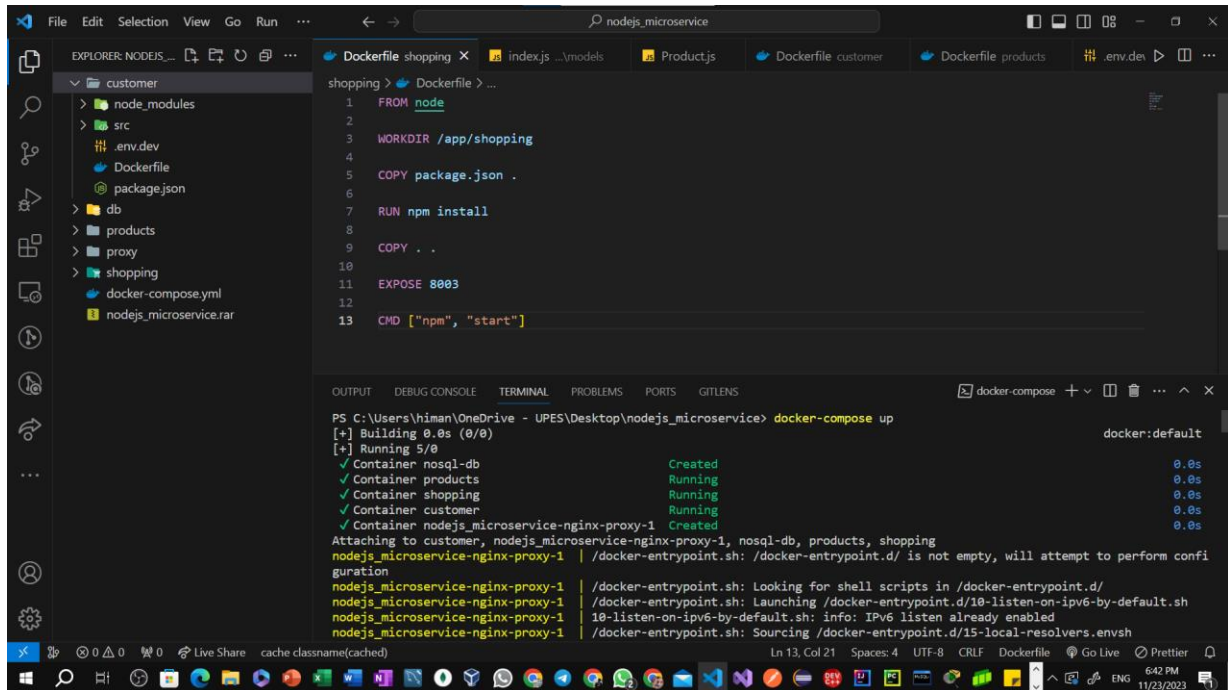 File Edit Selection View Go Run ··· nodejs_microservice
EXPLORER: NODEJS_...
customer
node_modules
src
.env.dev
Dockerfile
package.json
db
products
proxy
shopping
docker-compose.yml
nodejs_microservice.rar
Dockerfile shopping index.js ...\models Product.js Dockerfile customer Dockerfile products .env.dev
shopping > Dockerfile > ...
1 FROM node
2
3 WORKDIR /app/shopping
4
5 COPY package.json .
6
7 RUN npm install
8
9 COPY . .
10
11 EXPOSE 8003
12
13 CMD ["npm", "start"]
OUTPUT DEBUG CONSOLE TERMINAL PROBLEMS PORTS GITLENS docker-compose
PS C:\Users\himan\OneDrive - UPES\Desktop\nodejs_microservice> docker-compose up
[+] Building 0.0s (0/0) docker:default
[+] Running 5/0
✓ Container nosql-db Created 0.0s
✓ Container products Running 0.0s
✓ Container shopping Running 0.0s
✓ Container customer Running 0.0s
✓ Container nodejs_microservice-nginx-proxy-1 Created 0.0s
Attaching to customer, nodejs_microservice-nginx-proxy-1, nosql-db, products, shopping
nodejs_microservice-nginx-proxy-1 | /docker-entrypoint.sh: /docker-entrypoint.d/ is not empty, will attempt to perform confi
guration
nodejs_microservice-nginx-proxy-1 | /docker-entrypoint.sh: Looking for shell scripts in /docker-entrypoint.d/
nodejs_microservice-nginx-proxy-1 | /docker-entrypoint.sh: Launching /docker-entrypoint.d/10-listen-on-ipv6-by-default.sh
nodejs_microservice-nginx-proxy-1 | 10-listen-on-ipv6-by-default.sh: info: IPv6 listen already enabled
nodejs_microservice-nginx-proxy-1 | /docker-entrypoint.sh: Sourcing /docker-entrypoint.d/15-local-resolvers.envsh
0 0 0 Live Share cache classname(cached) Ln 13, Col 21 Spaces: 4 UTF-8 CRLF Dockerfile Go Live Prettier
ENG 6:42 PM
11/23/2023